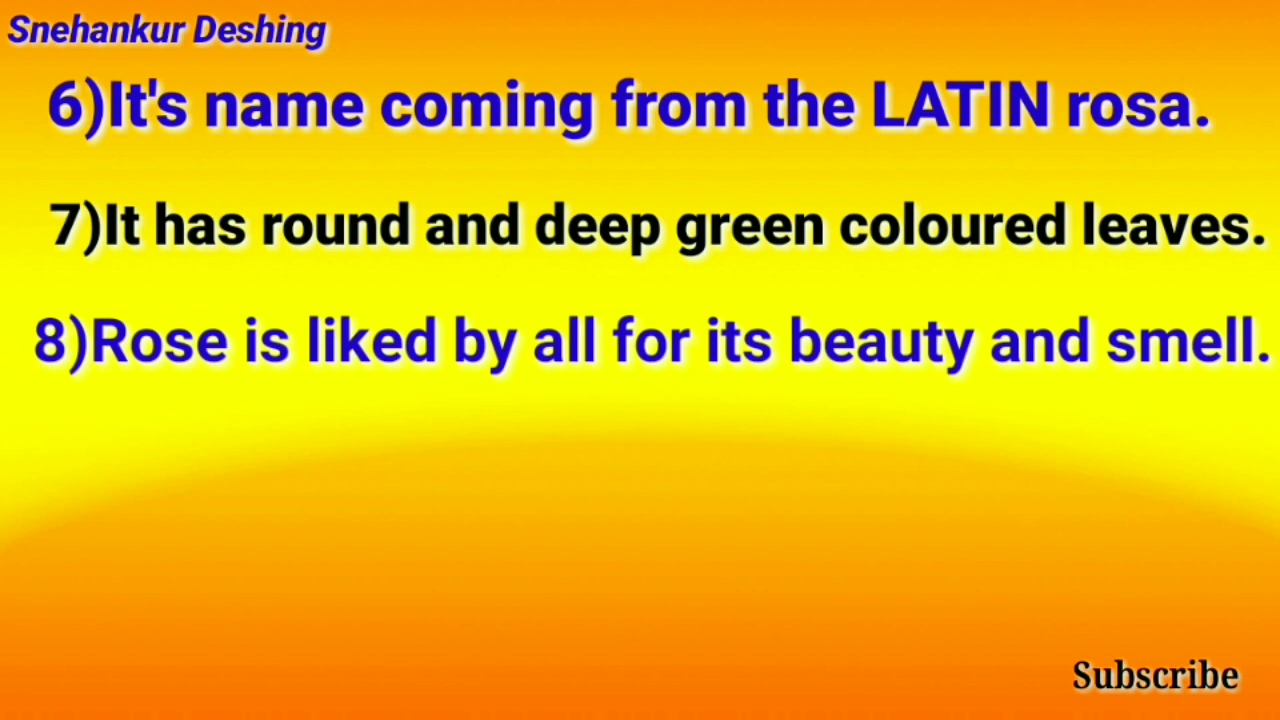 Snehankur Deshing
6)It's name coming from the LATIN rosa.
7)It has round and deep green coloured leaves.
8)Rose is liked by all for its beauty and smell.
Subscribe